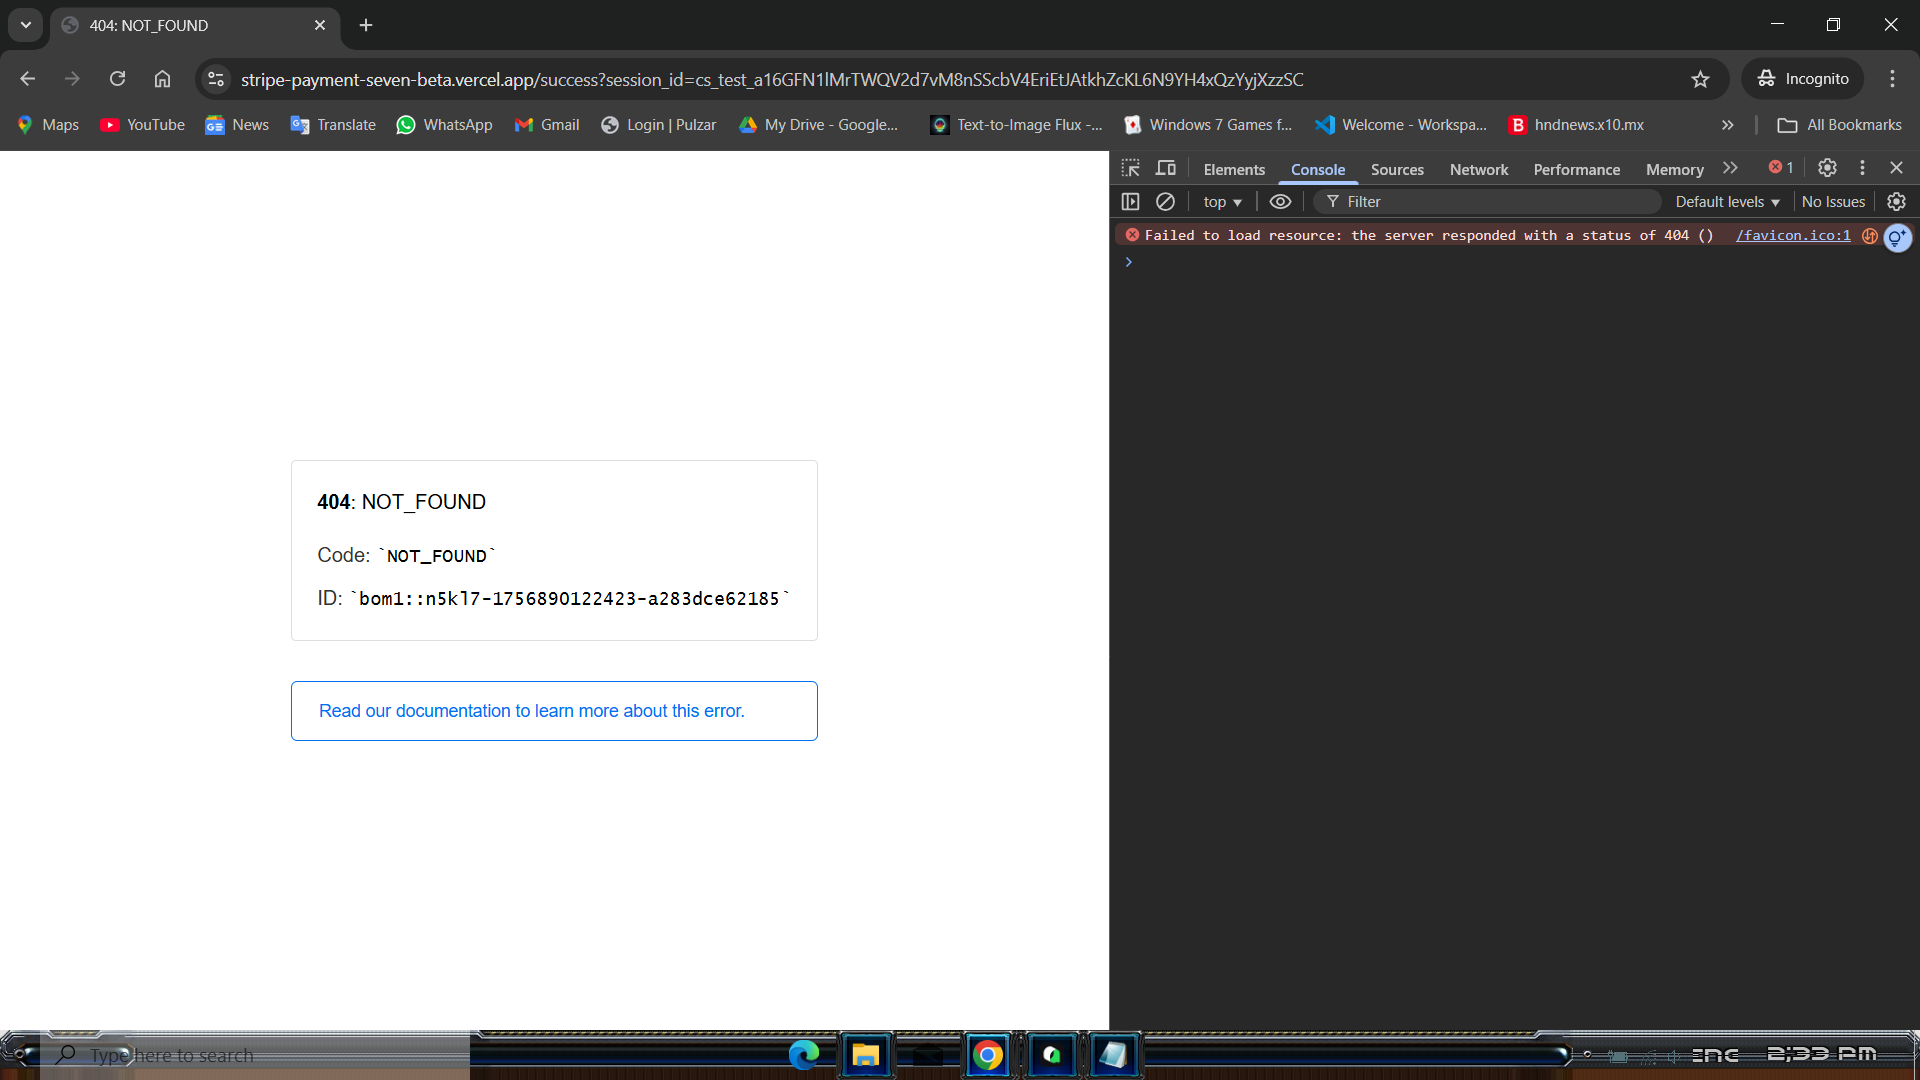 404: NOT_FOUND
stripe-payment-seven-beta.vercel.app/success?session_id=cs_test_a16GFN1lMrTWQV2d7vM8nSScbV4EriEtJAtkhZcKL6N9YH4xQzYyjXzzSC
Incognito
Maps
YouTube
News
Translate
WhatsApp
Gmail
Login | Pulzar
My Drive - Google...
Text-to-Image Flux -...
Windows 7 Games f...
Welcome - Workspa...
hndnews.x10.mx
All Bookmarks
Elements
Console
Sources
Network
Performance
Memory
1
top
Filter
Default levels
No Issues
Failed to load resource: the server responded with a status of 404 ()
/favicon.ico:1
404: NOT_FOUND
Code: `NOT_FOUND`
ID: `bom1::n5kl7-1756890122423-a283dce62185`
Read our documentation to learn more about this error.
Type here to search
ENG
2:33 PM